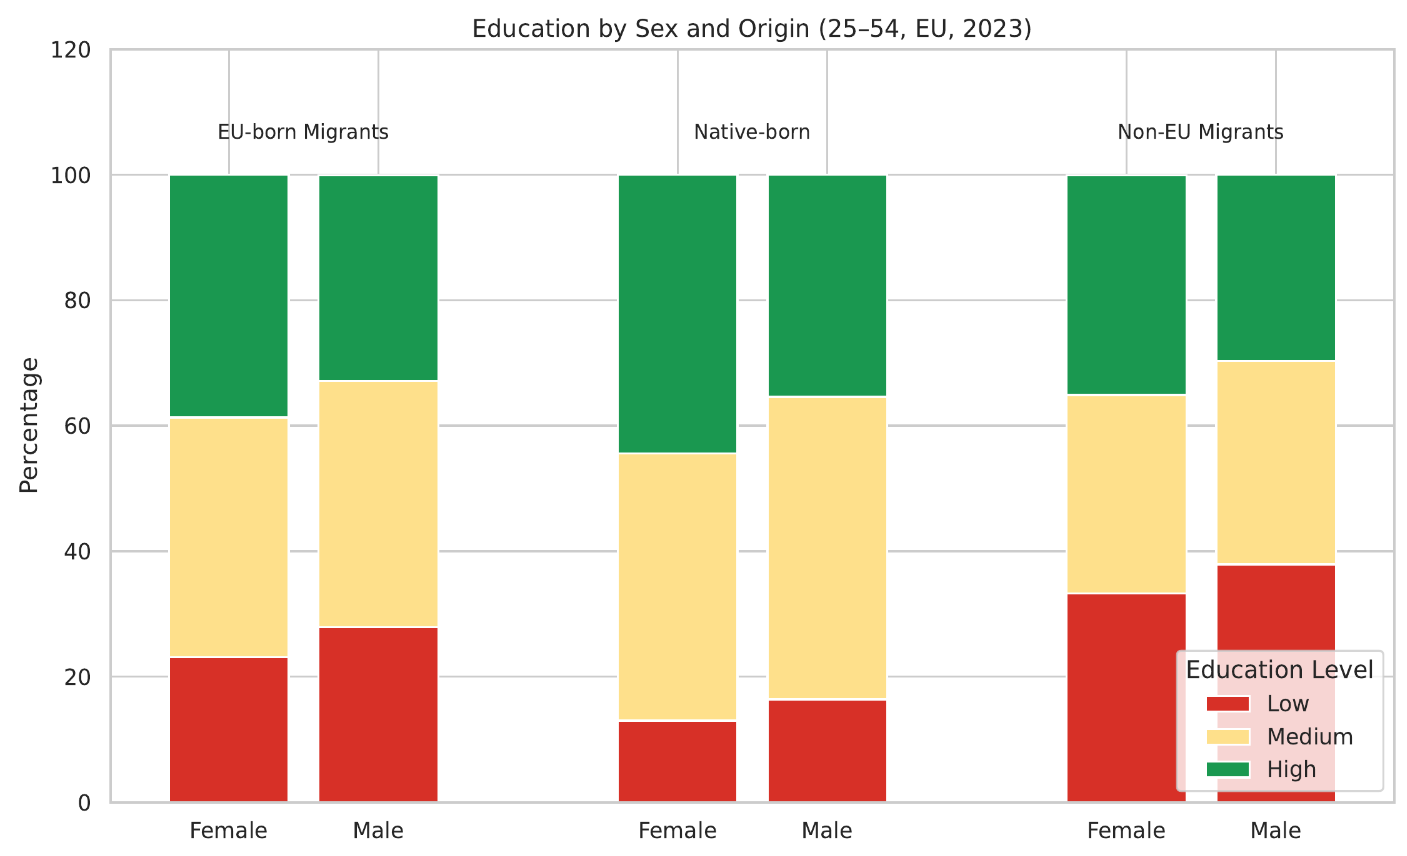 Education by Sex and Origin (25–54, EU, 2023)
120
100
80
60
40
20
0
Percentage
EU-born Migrants
Native-born
Non-EU Migrants
Education Level
Low
Medium
High
Female
Male
Female
Male
Female
Male